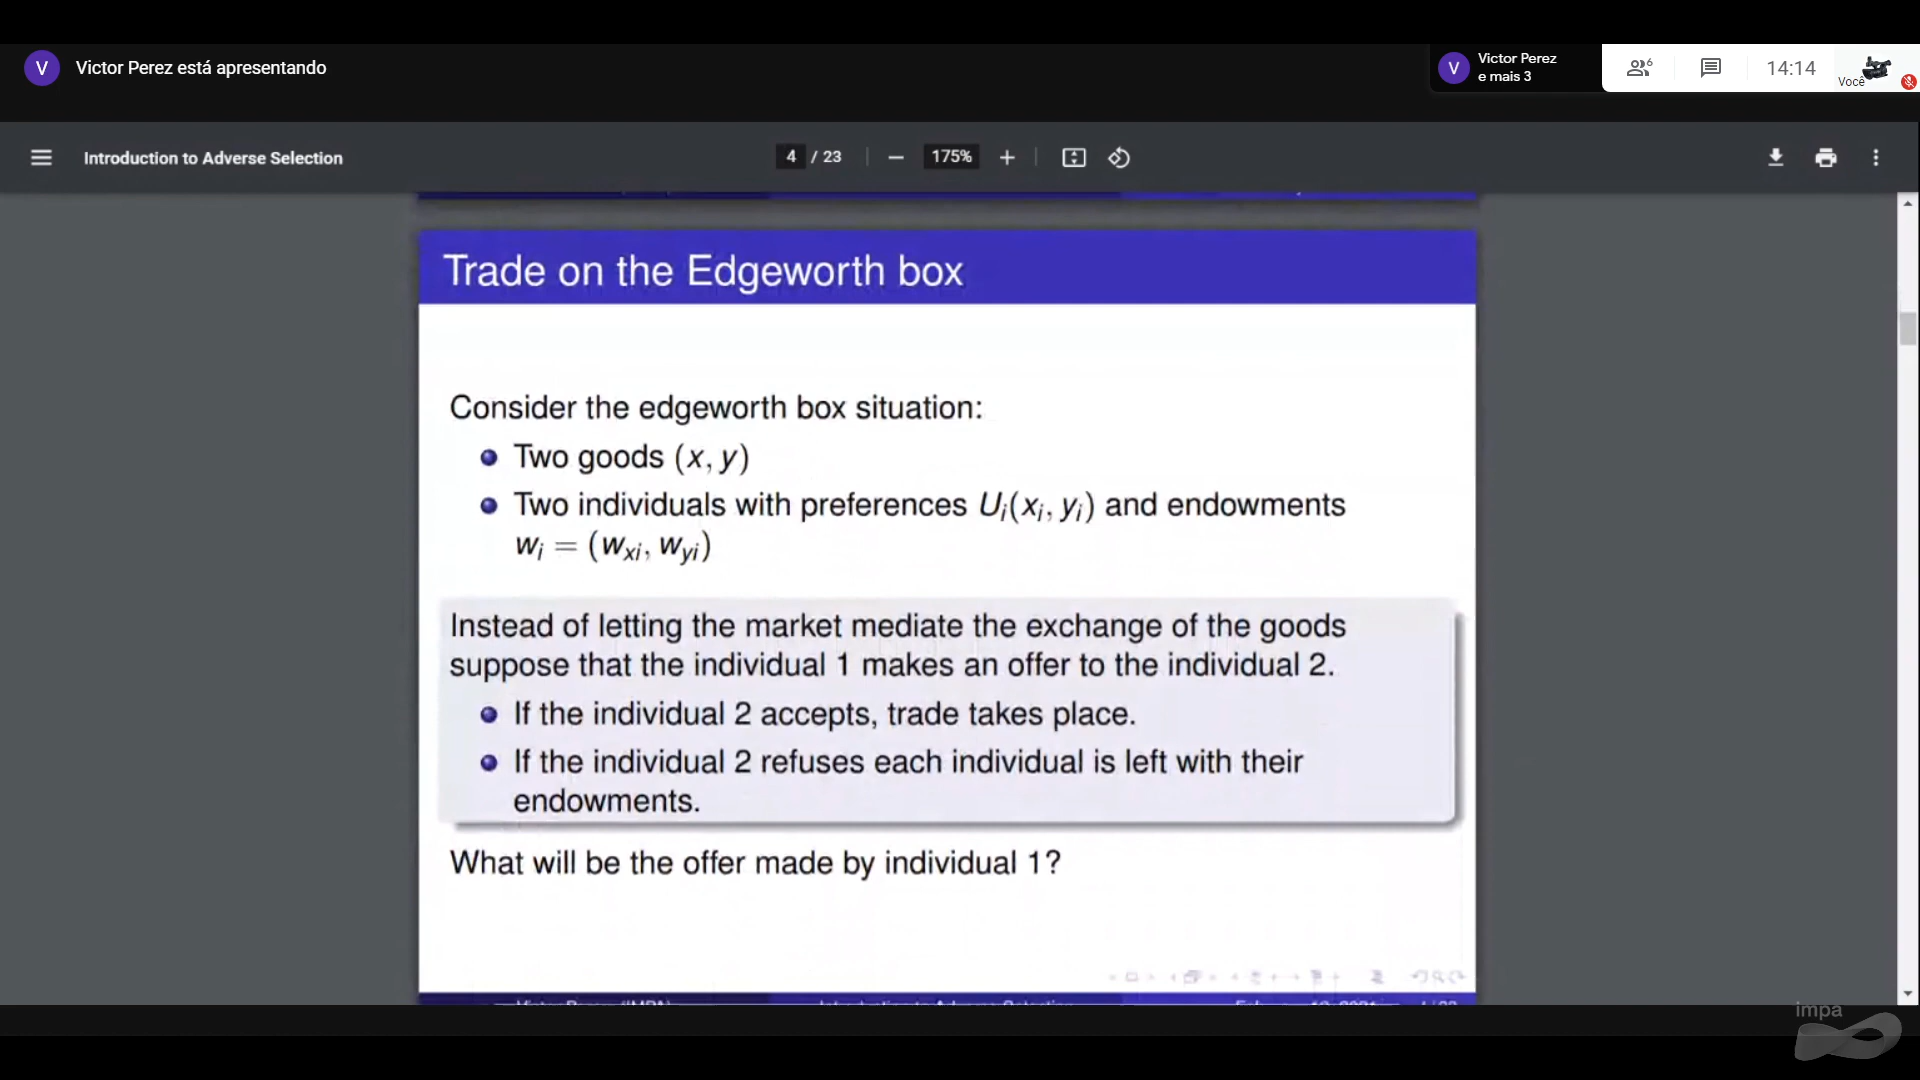 V Victor Perez está apresentando
V Victor Perez
e mais 3
6
14:14
Você
Introduction to Adverse Selection
4 / 23
175%
Trade on the Edgeworth box
Consider the edgeworth box situation:
Two goods (x, y)
Two individuals with preferences Uᵢ(xᵢ, yᵢ) and endowments
wᵢ = (wₓᵢ, w_yi)
Instead of letting the market mediate the exchange of the goods
suppose that the individual 1 makes an offer to the individual 2.
If the individual 2 accepts, trade takes place.
If the individual 2 refuses each individual is left with their
endowments.
What will be the offer made by individual 1?
impa